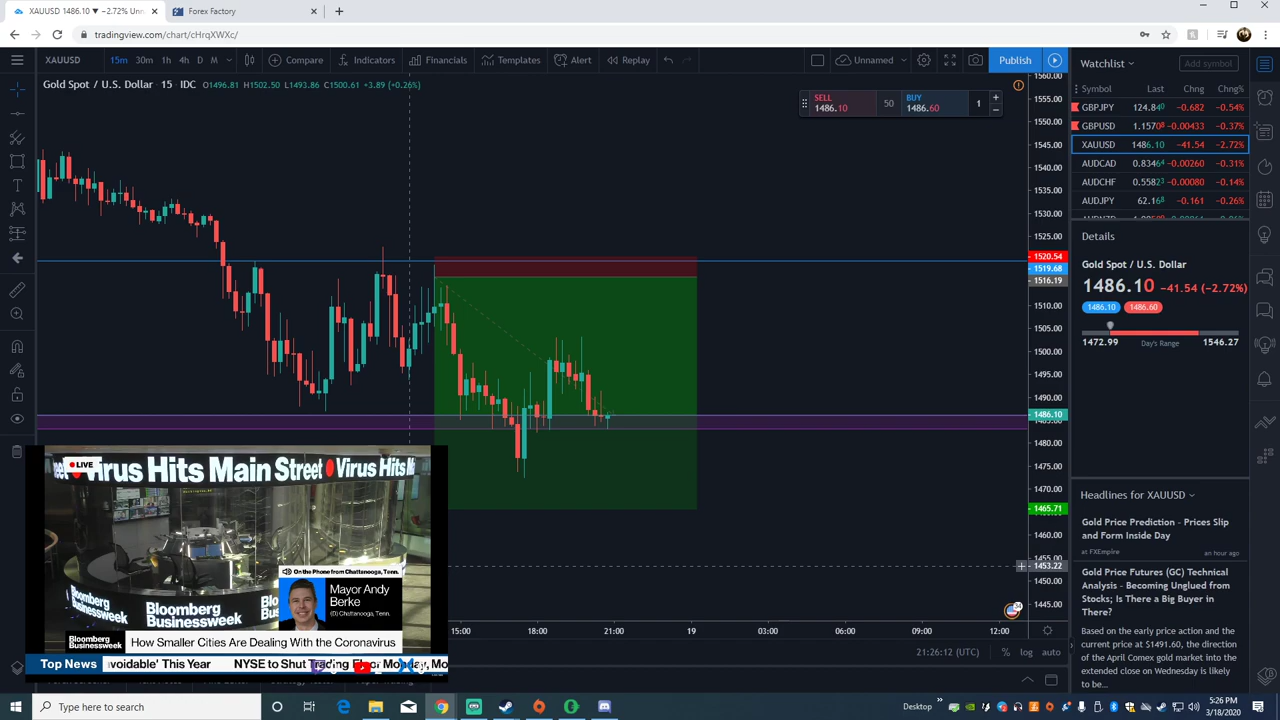 XAUUSD 1486.10 ▼ −2.72% Unn
Forex Factory
tradingview.com/chart/cHrqXWXc/
XAUUSD
15m
30m
1h
4h
D
M
Compare
Indicators
Financials
Templates
Alert
Replay
Unnamed
Publish
Gold Spot / U.S. Dollar · 15 · IDC O1496.81 H1502.50 L1493.86 C1500.61 +3.89 (+0.26%)
SELL
1486.10
50
BUY
1486.60
1
1560.00
1555.00
1550.00
1545.00
1540.00
1535.00
1530.00
1525.00
1520.54
1519.68
1516.19
1510.00
1505.00
1500.00
1495.00
1490.00
1486.10
1480.00
1475.00
1470.00
1465.71
1460.00
1453.22
1450.00
1445.00
15:00
18:00
21:00
19
03:00
06:00
09:00
12:00
21:26:12 (UTC)
%
log
auto
Watchlist
Add symbol
Symbol Last Chng Chng%
GBPJPY 124.840 −0.682 −0.54%
GBPUSD 1.15708 −0.00433 −0.37%
XAUUSD 1486.10 −41.54 −2.72%
AUDCAD 0.83464 −0.00260 −0.31%
AUDCHF 0.55823 −0.00080 −0.14%
AUDJPY 62.168 −0.161 −0.26%
Details
Gold Spot / U.S. Dollar
1486.10 −41.54 (−2.72%)
1486.10
1486.60
1472.99
Day's Range
1546.27
Headlines for XAUUSD
Gold Price Prediction - Prices Slip
and Form Inside Day
at FXEmpire
an hour ago
Gold Price Futures (GC) Technical
Analysis - Becoming Unglued from
Stocks; Is There a Big Buyer in
There?
Based on the early price action and the
current price at $1491.60, the direction
of the April Comex gold market into the
extended close on Wednesday is likely
to be...
LIVE
Virus Hits Main Street
Virus Hits M
On the Phone from Chattanooga, Tenn.
Mayor Andy
Berke
(D) Chattanooga, Tenn.
Bloomberg
Businessweek
Bloomberg
Businessweek
How Smaller Cities Are Dealing With the Coronavirus
Top News
voidable' This Year
NYSE to Shut Trading Floor Monday, Mo
Type here to search
Desktop
5:26 PM
3/18/2020